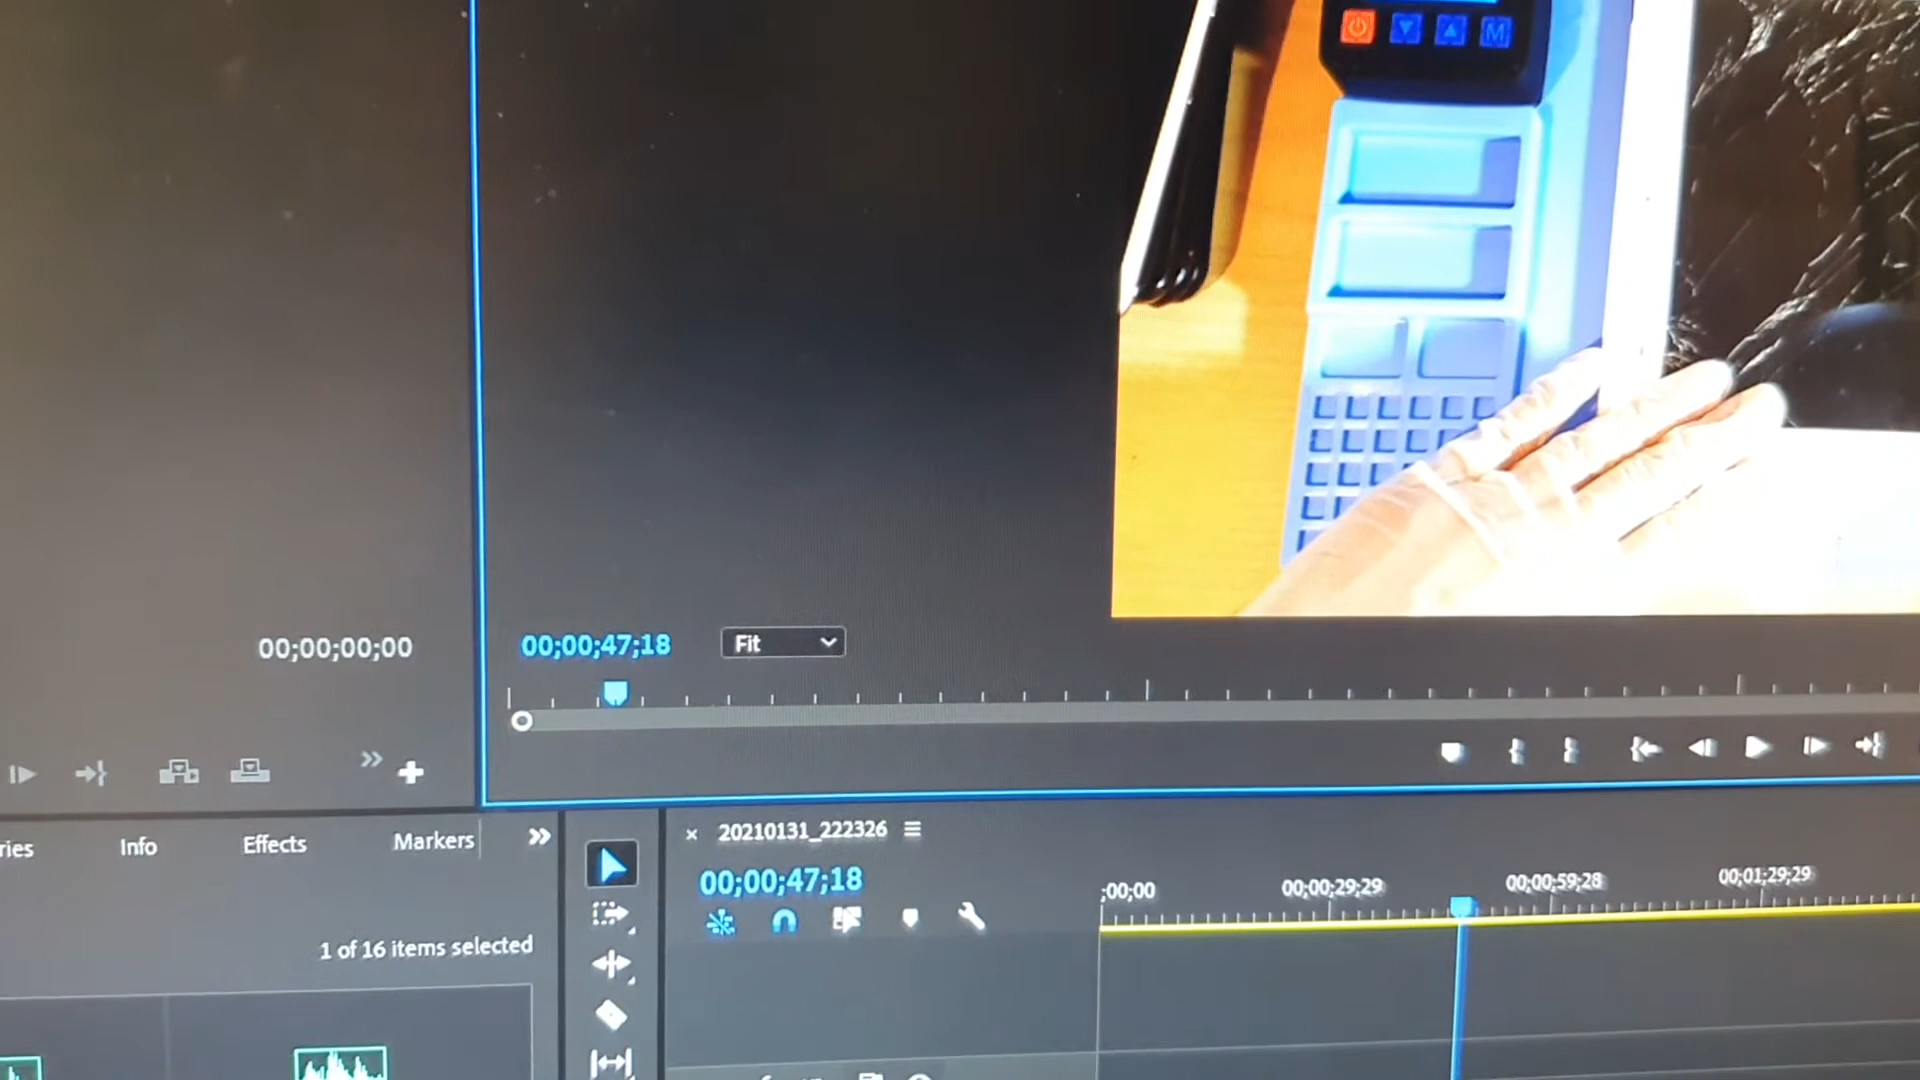 M
00;00;00;00
00;00;47;18 Fit
ries Info Effects Markers
× 20210131_222326
00;00;47;18
;00;00 00;00;29;29 00;00;59;28 00;01;29;29
1 of 16 items selected